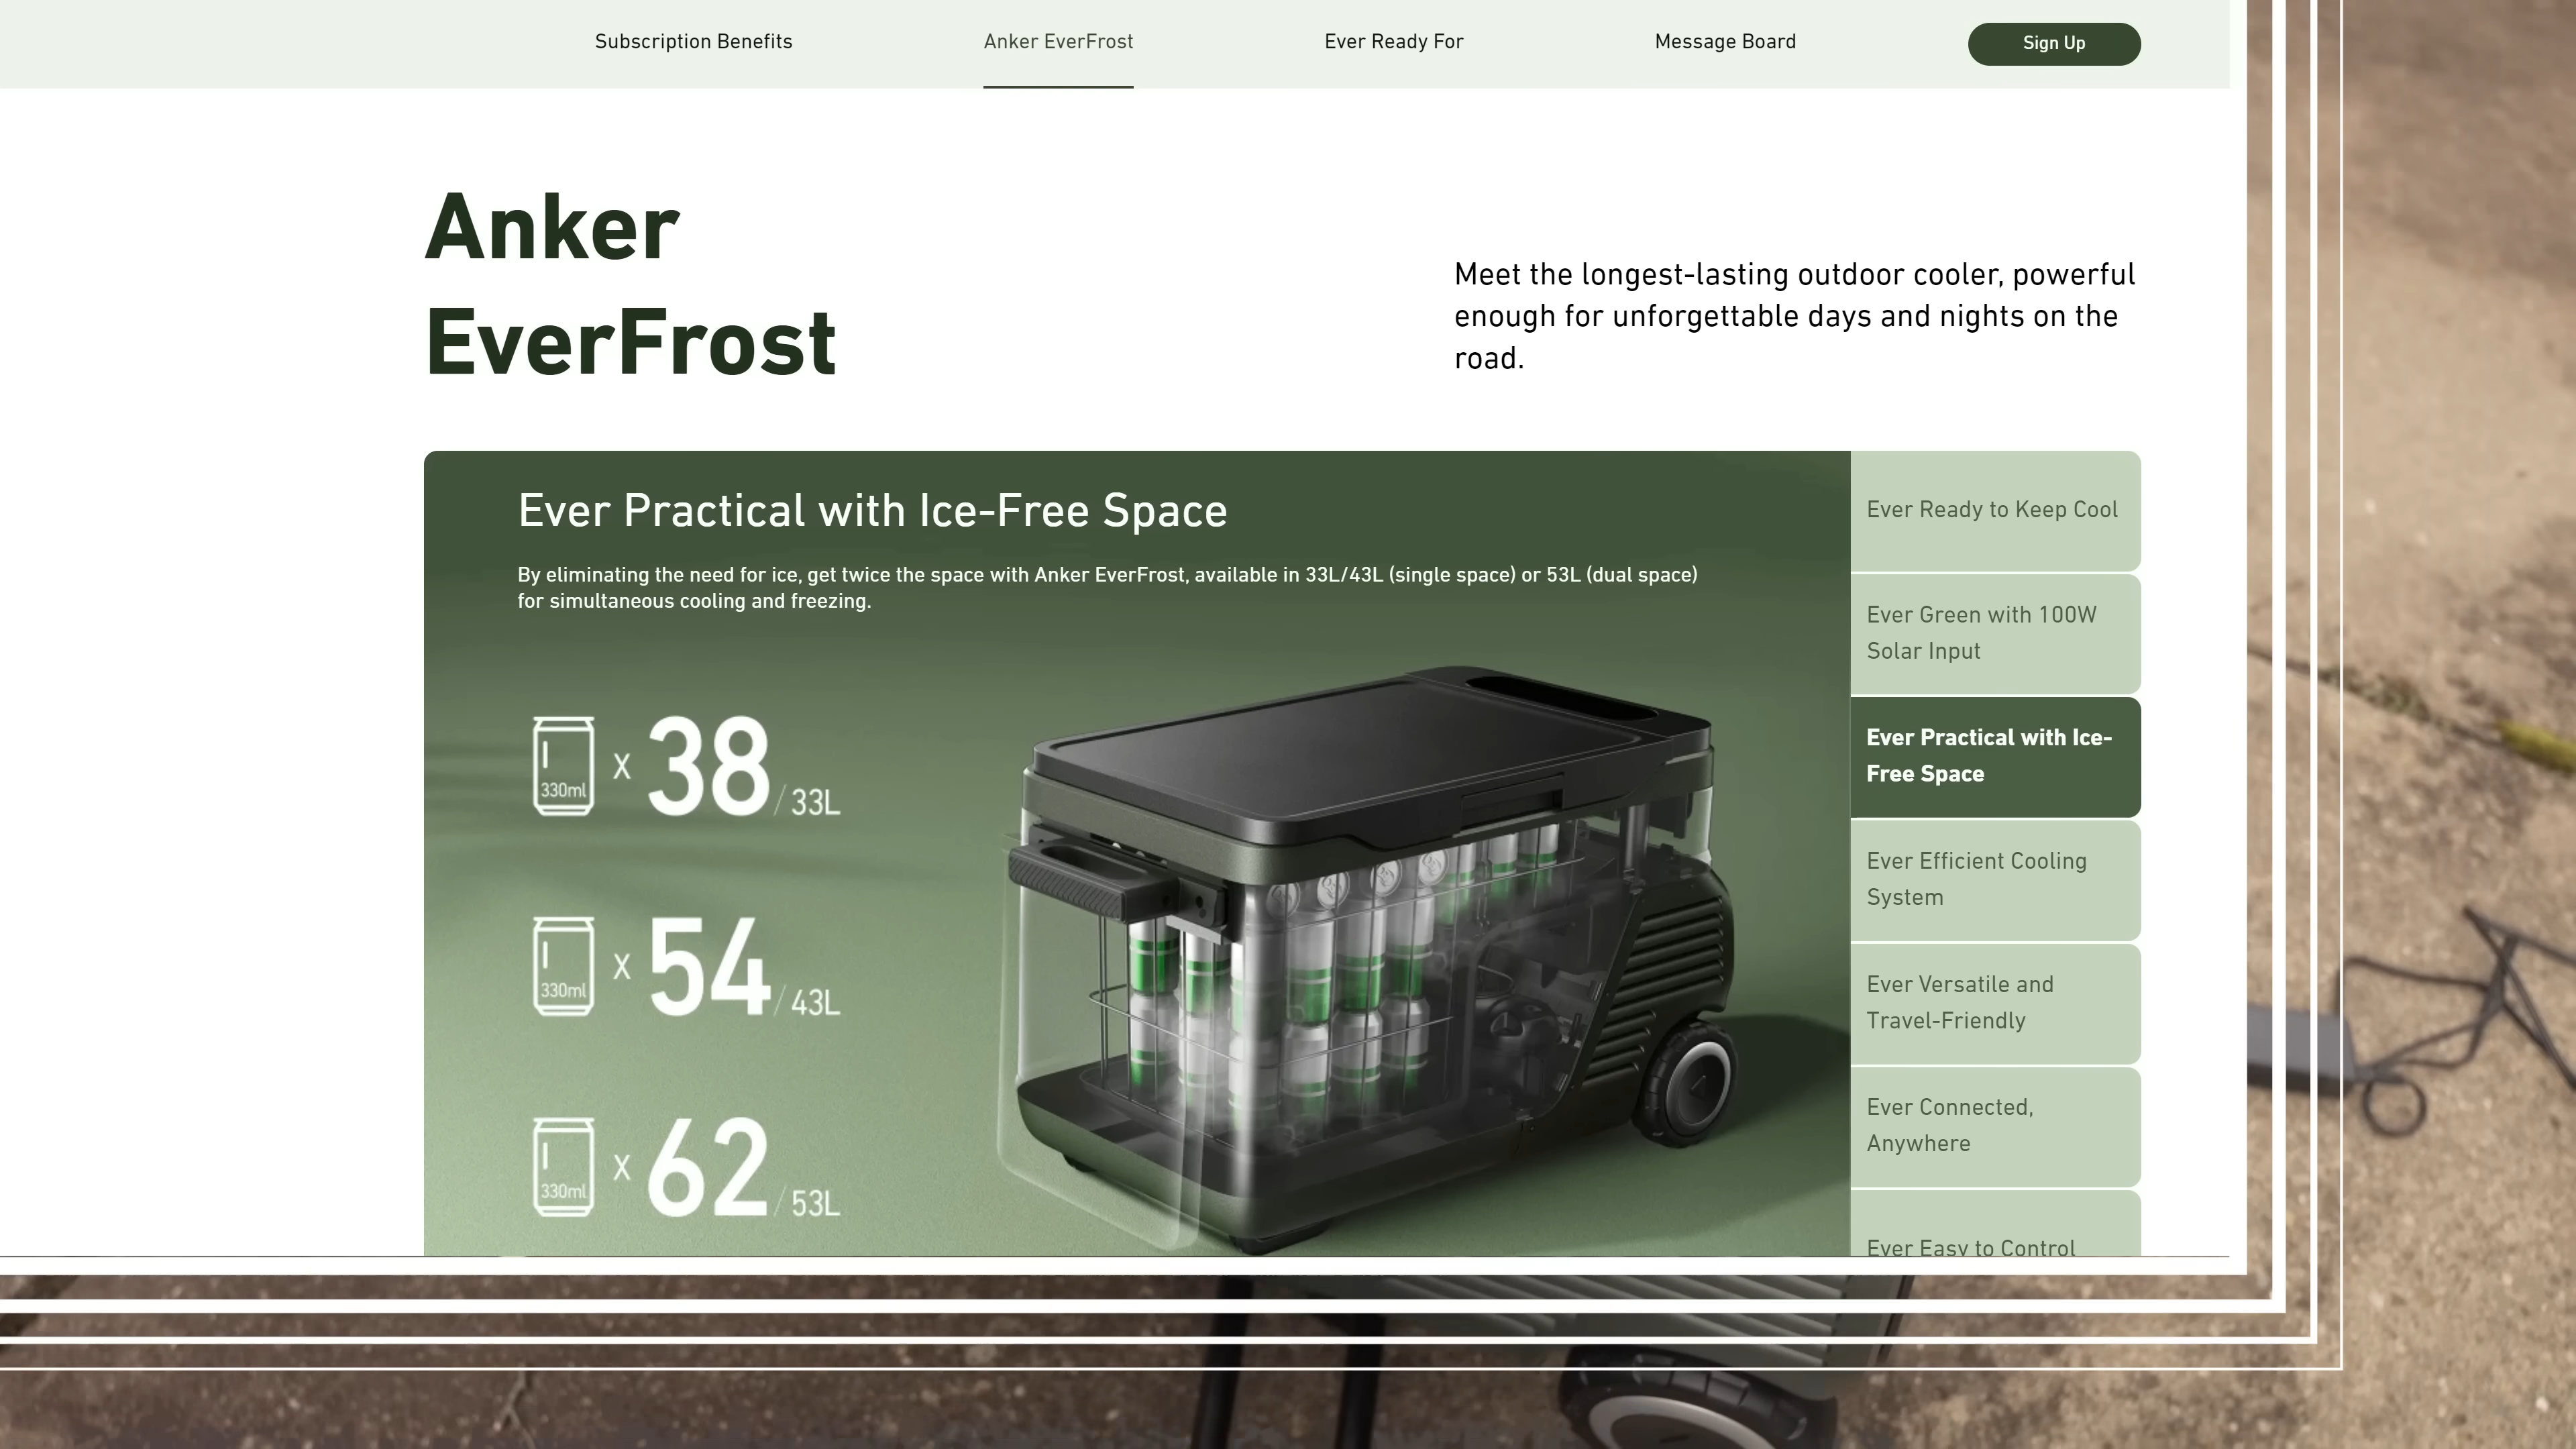 Subscription Benefits
Anker EverFrost
Ever Ready For
Message Board
Sign Up
Anker
EverFrost
Meet the longest-lasting outdoor cooler, powerful
enough for unforgettable days and nights on the
road.
Ever Practical with Ice-Free Space
By eliminating the need for ice, get twice the space with Anker EverFrost, available in 33L/43L (single space) or 53L (dual space)
for simultaneous cooling and freezing.
330ml x 38 / 33L
330ml x 54 / 43L
330ml x 62 / 53L
Ever Ready to Keep Cool
Ever Green with 100W
Solar Input
Ever Practical with Ice-
Free Space
Ever Efficient Cooling
System
Ever Versatile and
Travel-Friendly
Ever Connected,
Anywhere
Ever Easy to Control